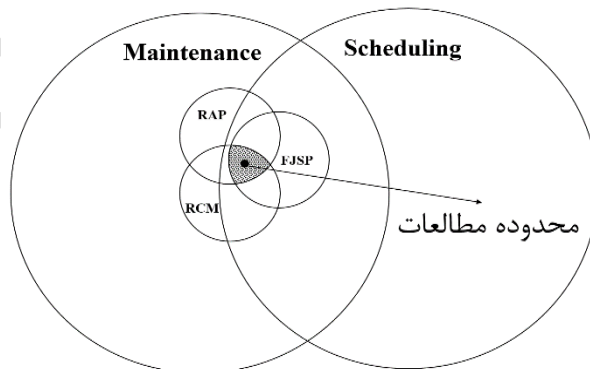 Maintenance
Scheduling
RAP
FJSP
RCM
محدوده مطالعات